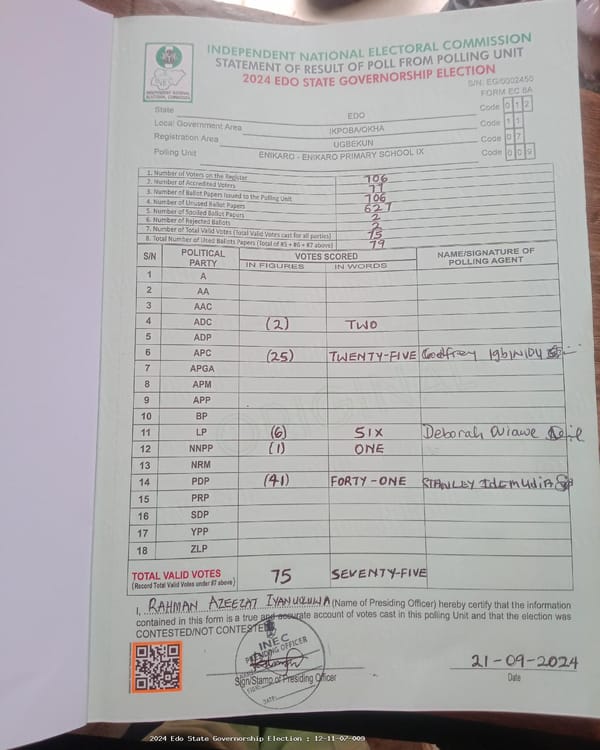 INDEPENDENT NATIONAL ELECTORAL COMMISSION
STATEMENT OF RESULT OF POLL FROM POLLING UNIT
2024 EDO STATE GOVERNORSHIP ELECTION
INEC
INDEPENDENT NATIONAL
ELECTORAL COMMISSION
S/N: EG/0002450
FORM EC 8A
State EDO Code 0 1 2
Local Government Area IKPOBA/OKHA Code 1 1
Registration Area UGBEKUN Code 0 7
Polling Unit ENIKARO - ENIKARO PRIMARY SCHOOL IX Code 0 0 9
1. Number of Voters on the Register 706
2. Number of Accredited Voters 77
3. Number of Ballot Papers Issued to the Polling Unit 706
4. Number of Unused Ballot Papers 627
5. Number of Spoiled Ballot Papers 2
6. Number of Rejected Ballots 2
7. Number of Total Valid Votes (Total Valid Votes cast for all parties) 75
8. Total Number of Used Ballots Papers (Total of #5 + #6 + #7 above) 79
S/N POLITICAL PARTY VOTES SCORED NAME/SIGNATURE OF POLLING AGENT
IN FIGURES IN WORDS
1 A
2 AA
3 AAC
4 ADC (2) TWO
5 ADP
6 APC (25) TWENTY-FIVE Godfrey
7 APGA
8 APM
9 APP
10 BP
11 LP (6) SIX Deborah
12 NNPP (1) ONE
13 NRM
14 PDP (41) FORTY-ONE STANLEY IdEMUdiA
15 PRP
16 SDP
17 YPP
18 ZLP
TOTAL VALID VOTES 75 SEVENTY-FIVE
(Record Total Valid Votes under #7 above)
I, RAHMAN AZEEZAT IYANUOLUWA (Name of Presiding Officer) hereby certify that the information
contained in this form is a true and accurate account of votes cast in this polling Unit and that the election was
CONTESTED/NOT CONTESTED
INEC
PRESIDING OFFICER
DATE:
21-09-2024
Sign/Stamp of Presiding Officer Date
2024 Edo State Governorship Election : 12-11-07-009